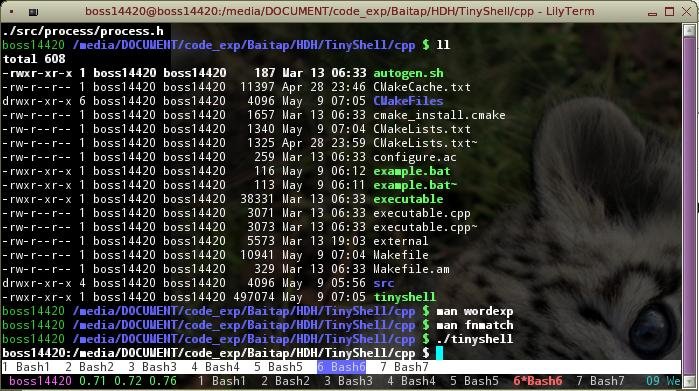 boss14420@boss14420:/media/DOCUMENT/code_exp/Baitap/HDH/TinyShell/cpp - LilyTerm
./src/process/process.h
boss14420 /media/DOCUMENT/code_exp/Baitap/HDH/TinyShell/cpp $ ll
total 608
-rwxr-xr-x 1 boss14420 boss14420    187 Mar 13 06:33 autogen.sh
-rw-r--r-- 1 boss14420 boss14420  11397 Apr 28 23:46 CMakeCache.txt
drwxr-xr-x 6 boss14420 boss14420   4096 May  9 07:05 CMakeFiles
-rw-r--r-- 1 boss14420 boss14420   1657 Mar 13 06:33 cmake_install.cmake
-rw-r--r-- 1 boss14420 boss14420   1340 May  9 07:04 CMakeLists.txt
-rw-r--r-- 1 boss14420 boss14420   1325 Apr 28 23:59 CMakeLists.txt~
-rw-r--r-- 1 boss14420 boss14420    259 Mar 13 06:33 configure.ac
-rwxr-xr-x 1 boss14420 boss14420    116 May  9 06:12 example.bat
-rwxr-xr-x 1 boss14420 boss14420    113 May  9 06:11 example.bat~
-rwxr-xr-x 1 boss14420 boss14420  38331 Mar 13 06:33 executable
-rw-r--r-- 1 boss14420 boss14420   3071 Mar 13 06:33 executable.cpp
-rw-r--r-- 1 boss14420 boss14420   3073 Mar 13 06:33 executable.cpp~
-rw-r--r-- 1 boss14420 boss14420   5573 Mar 13 19:03 external
-rw-r--r-- 1 boss14420 boss14420  10941 May  9 07:04 Makefile
-rw-r--r-- 1 boss14420 boss14420    329 Mar 13 06:33 Makefile.am
drwxr-xr-x 4 boss14420 boss14420   4096 May  9 05:56 src
-rwxr-xr-x 1 boss14420 boss14420 497074 May  9 07:05 tinyshell
boss14420 /media/DOCUMENT/code_exp/Baitap/HDH/TinyShell/cpp $ man wordexp
boss14420 /media/DOCUMENT/code_exp/Baitap/HDH/TinyShell/cpp $ man fnmatch
boss14420 /media/DOCUMENT/code_exp/Baitap/HDH/TinyShell/cpp $ ./tinyshell
boss14420:/media/DOCUMENT/code_exp/Baitap/HDH/TinyShell/cpp $
1 Bash1  2 Bash2  3 Bash3  4 Bash4  5 Bash5  6 Bash6  7 Bash7
boss14420 0.71 0.72 0.76  1 Bash1  2 Bash2  3 Bash3  4 Bash4  5 Bash5  6*Bash6  7 Bash7  09 We